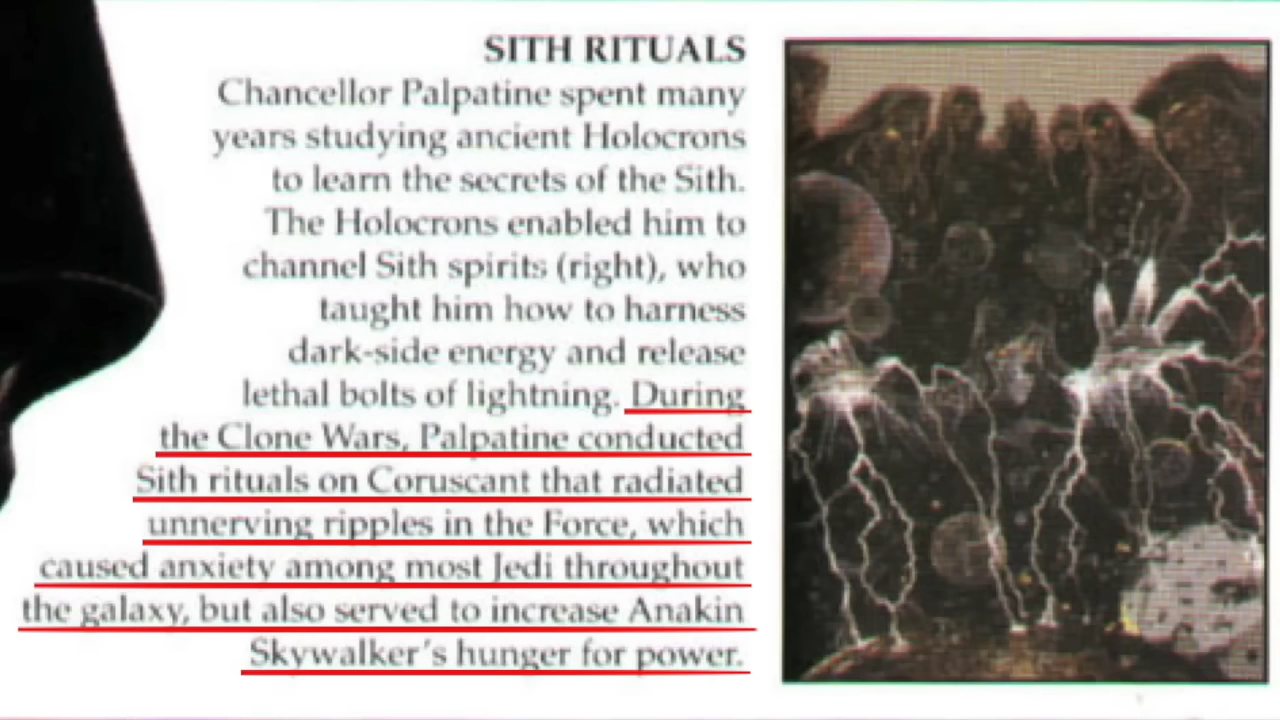 SITH RITUALS
Chancellor Palpatine spent many
years studying ancient Holocrons
to learn the secrets of the Sith.
The Holocrons enabled him to
channel Sith spirits (right), who
taught him how to harness
dark-side energy and release
lethal bolts of lightning. During
the Clone Wars, Palpatine conducted
Sith rituals on Coruscant that radiated
unnerving ripples in the Force, which
caused anxiety among most Jedi throughout
the galaxy, but also served to increase Anakin
Skywalker's hunger for power.